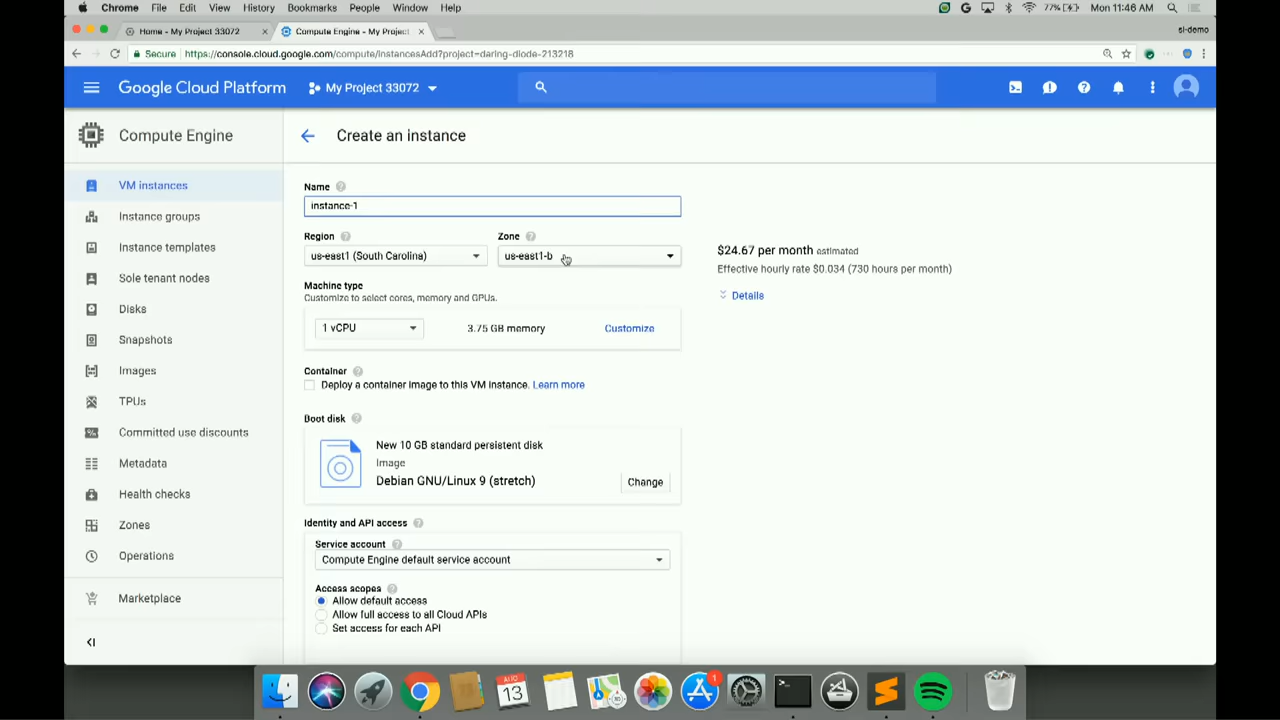 Chrome File Edit View History Bookmarks People Window Help
77% Mon 11:46 AM
Home - My Project 33072
Compute Engine - My Projec
sl-demo
Secure https://console.cloud.google.com/compute/instancesAdd?project=daring-diode-213218
Google Cloud Platform
My Project 33072
Compute Engine
Create an instance
VM instances
Instance groups
Instance templates
Sole tenant nodes
Disks
Snapshots
Images
TPUs
Committed use discounts
Metadata
Health checks
Zones
Operations
Marketplace
Name
instance-1
Region
Zone
us-east1 (South Carolina)
us-east1-b
Machine type
Customize to select cores, memory and GPUs.
1 vCPU
3.75 GB memory
Customize
Container
Deploy a container image to this VM instance. Learn more
Boot disk
New 10 GB standard persistent disk
Image
Debian GNU/Linux 9 (stretch)
Change
Identity and API access
Service account
Compute Engine default service account
Access scopes
Allow default access
Allow full access to all Cloud APIs
Set access for each API
$24.67 per month estimated
Effective hourly rate $0.034 (730 hours per month)
Details
AUG
13
1